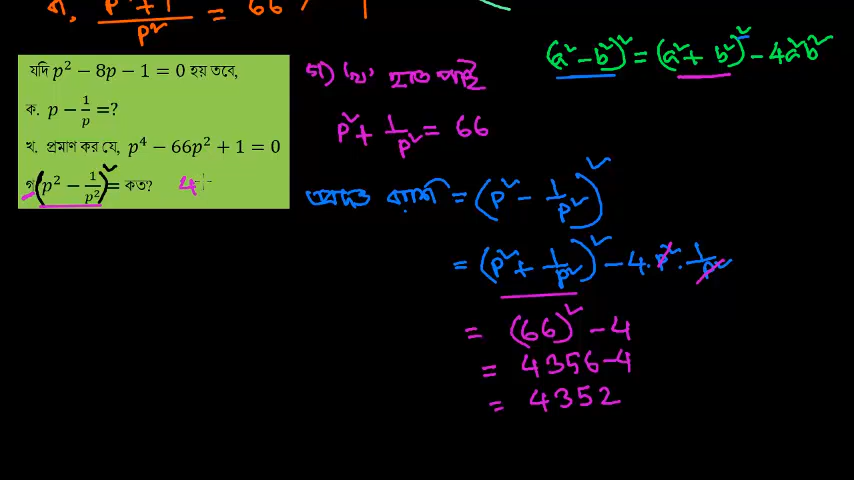 = 66
(a² − b²)² = (a² + b²)² − 4a²b²
যদি p² − 8p − 1 = 0 হয় তবে,
ক. p − 1/p =?
খ. প্রমাণ কর যে, p⁴ − 66p² + 1 = 0
গ (p² − 1/p²)² = কত? 4
গ) 'খ' হতে পাই
p² + 1/p² = 66
প্রদত্ত রাশি = (p² − 1/p²)²
= (p² + 1/p²)² − 4 · p² · 1/p²
= (66)² − 4
= 4356 − 4
= 4352